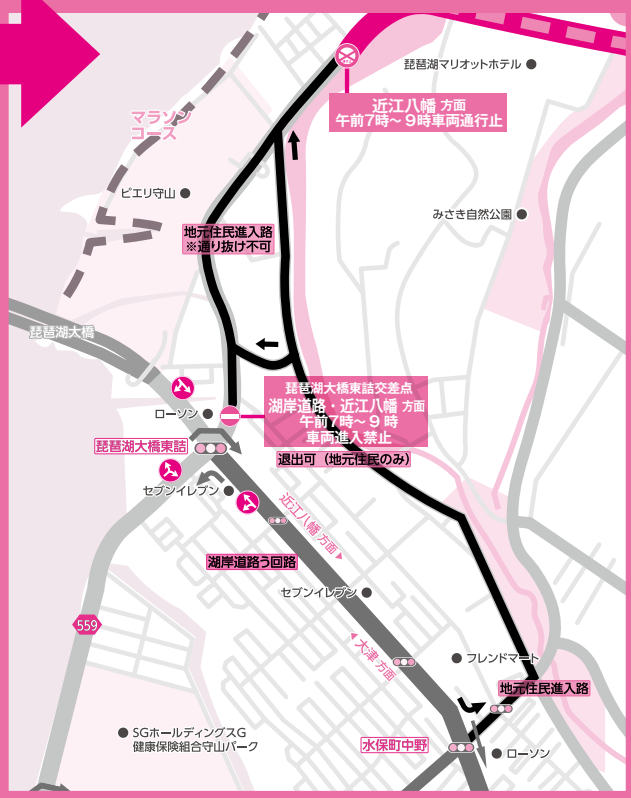 琵琶湖マリオットホテル
近江八幡 方面
午前7時～9時車両通行止
マラソン
コース
ピエリ守山
みさき自然公園
地元住民進入路
※通り抜け不可
琵琶湖大橋
琵琶湖大橋東詰交差点
湖岸道路・近江八幡 方面
午前7時～9時
車両進入禁止
ローソン
琵琶湖大橋東詰
退出可（地元住民のみ）
セブンイレブン
近江八幡 方面
湖岸道路う回路
セブンイレブン
559
大津 方面
フレンドマート
地元住民進入路
SGホールディングスG
健康保険組合守山パーク
水保町中野
ローソン